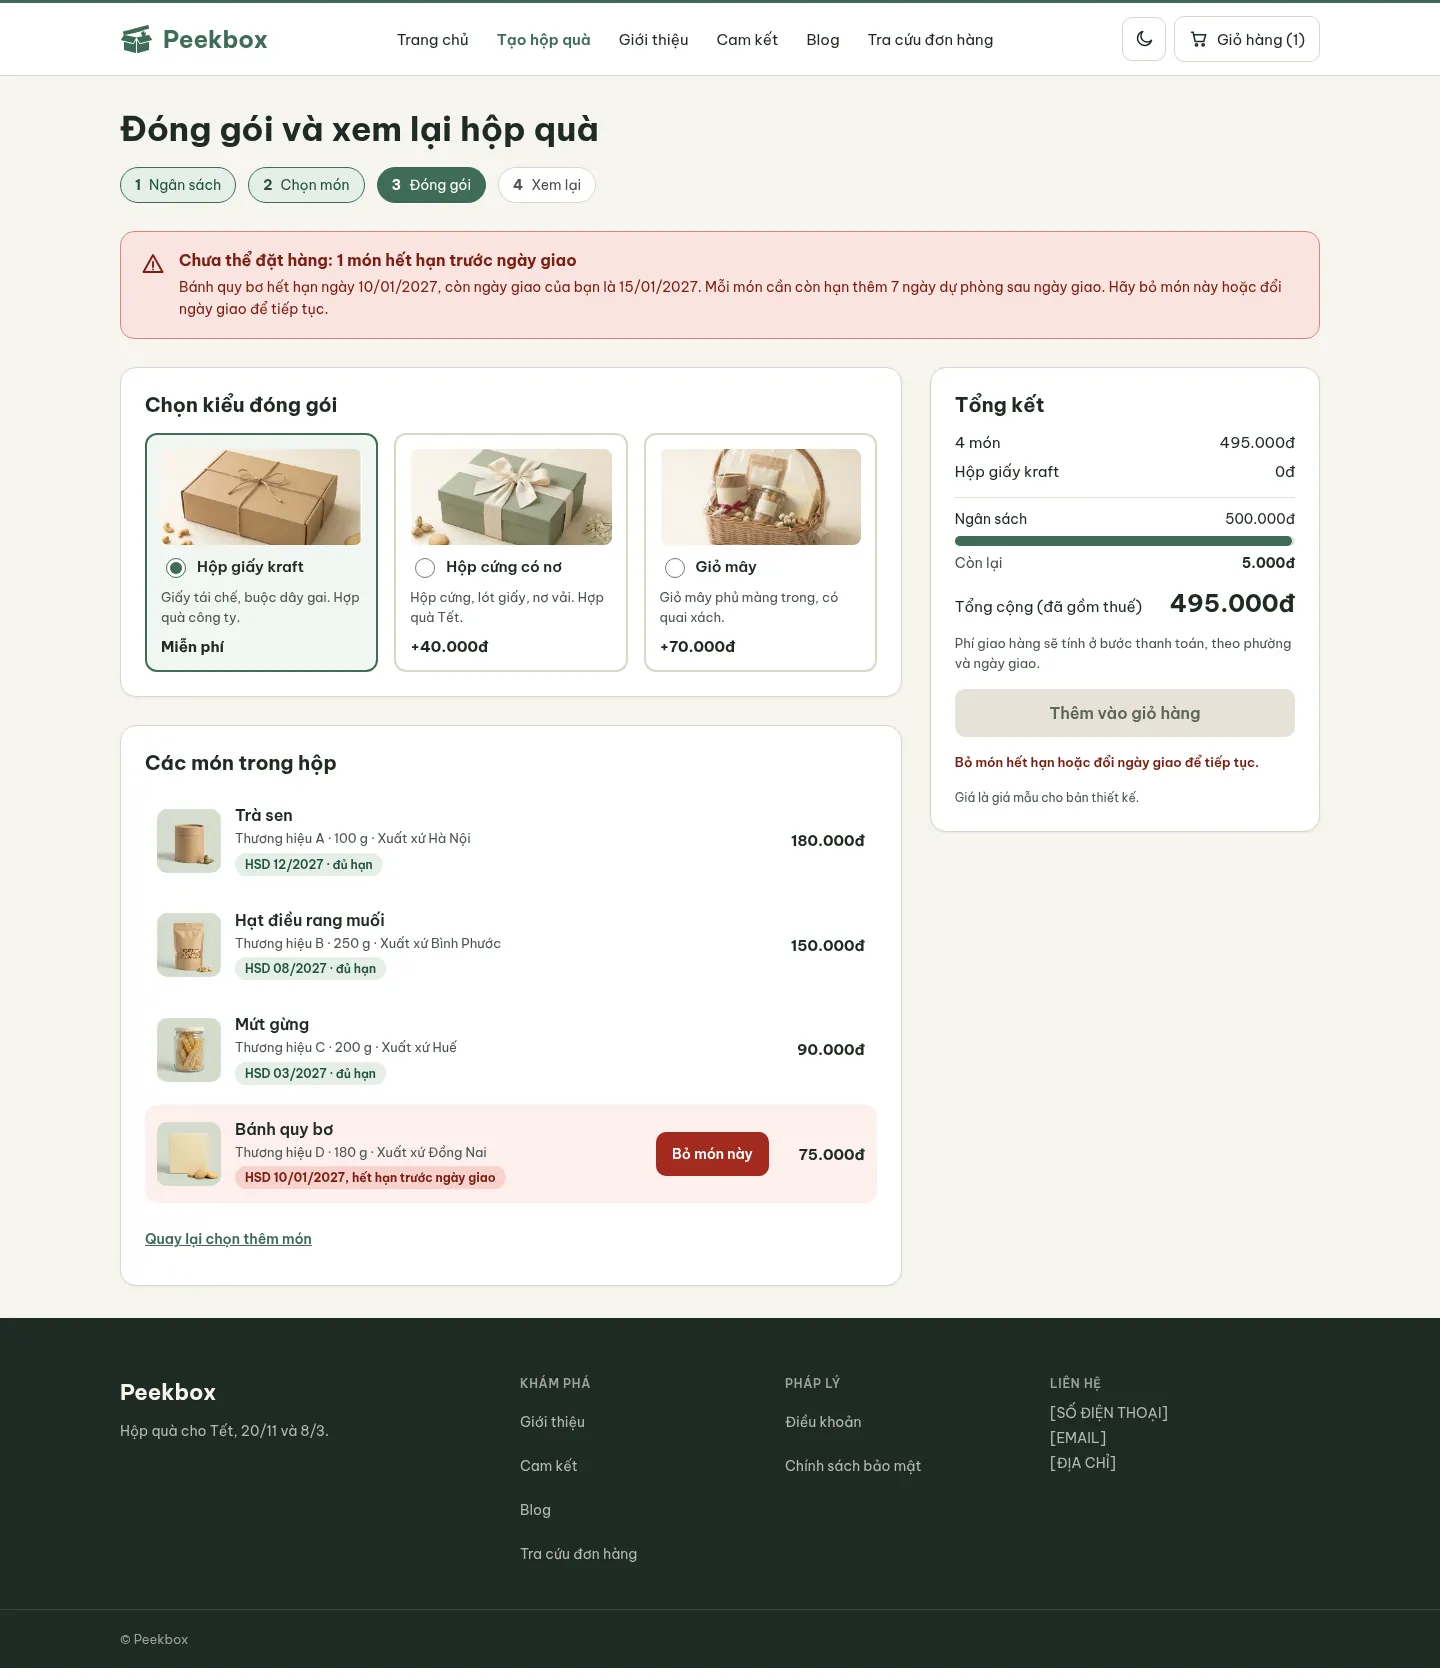 Peekbox
Trang chủ
Tạo hộp quà
Giới thiệu
Cam kết
Blog
Tra cứu đơn hàng
Giỏ hàng (1)
Đóng gói và xem lại hộp quà
1 Ngân sách
2 Chọn món
3 Đóng gói
4 Xem lại
Chưa thể đặt hàng: 1 món hết hạn trước ngày giao
Bánh quy bơ hết hạn ngày 10/01/2027, còn ngày giao của bạn là 15/01/2027. Mỗi món cần còn hạn thêm 7 ngày dự phòng sau ngày giao. Hãy bỏ món này hoặc đổi
ngày giao để tiếp tục.
Chọn kiểu đóng gói
Hộp giấy kraft
Giấy tái chế, buộc dây gai. Hợp
quà công ty.
Miễn phí
Hộp cứng có nơ
Hộp cứng, lót giấy, nơ vải. Hợp
quà Tết.
+40.000đ
Giỏ mây
Giỏ mây phủ màng trong, có
quai xách.
+70.000đ
Các món trong hộp
Trà sen
Thương hiệu A · 100 g · Xuất xứ Hà Nội
HSD 12/2027 · đủ hạn
180.000đ
Hạt điều rang muối
Thương hiệu B · 250 g · Xuất xứ Bình Phước
HSD 08/2027 · đủ hạn
150.000đ
Mứt gừng
Thương hiệu C · 200 g · Xuất xứ Huế
HSD 03/2027 · đủ hạn
90.000đ
Bánh quy bơ
Thương hiệu D · 180 g · Xuất xứ Đồng Nai
HSD 10/01/2027, hết hạn trước ngày giao
Bỏ món này
75.000đ
Quay lại chọn thêm món
Tổng kết
4 món 495.000đ
Hộp giấy kraft 0đ
Ngân sách 500.000đ
Còn lại 5.000đ
Tổng cộng (đã gồm thuế) 495.000đ
Phí giao hàng sẽ tính ở bước thanh toán, theo phường
và ngày giao.
Thêm vào giỏ hàng
Bỏ món hết hạn hoặc đổi ngày giao để tiếp tục.
Giá là giá mẫu cho bản thiết kế.
Peekbox
Hộp quà cho Tết, 20/11 và 8/3.
KHÁM PHÁ
Giới thiệu
Cam kết
Blog
Tra cứu đơn hàng
PHÁP LÝ
Điều khoản
Chính sách bảo mật
LIÊN HỆ
[SỐ ĐIỆN THOẠI]
[EMAIL]
[ĐỊA CHỈ]
© Peekbox